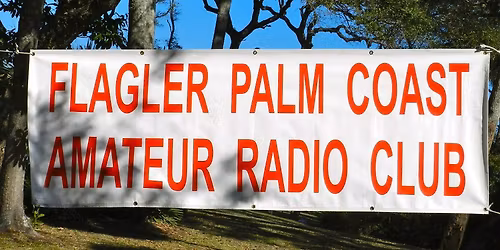 FLAGLER PALM COAST
AMATEUR RADIO CLUB